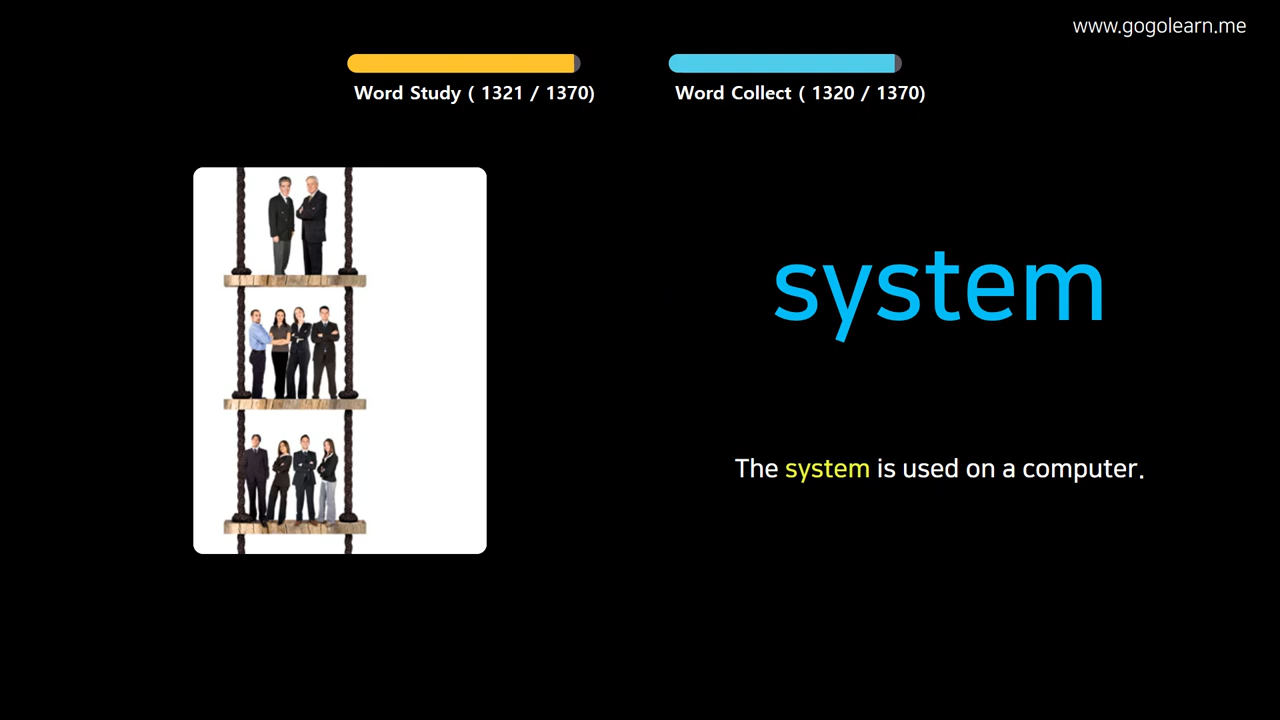 www.gogolearn.me
Word Study ( 1321 / 1370)
Word Collect ( 1320 / 1370)
system
The system is used on a computer.